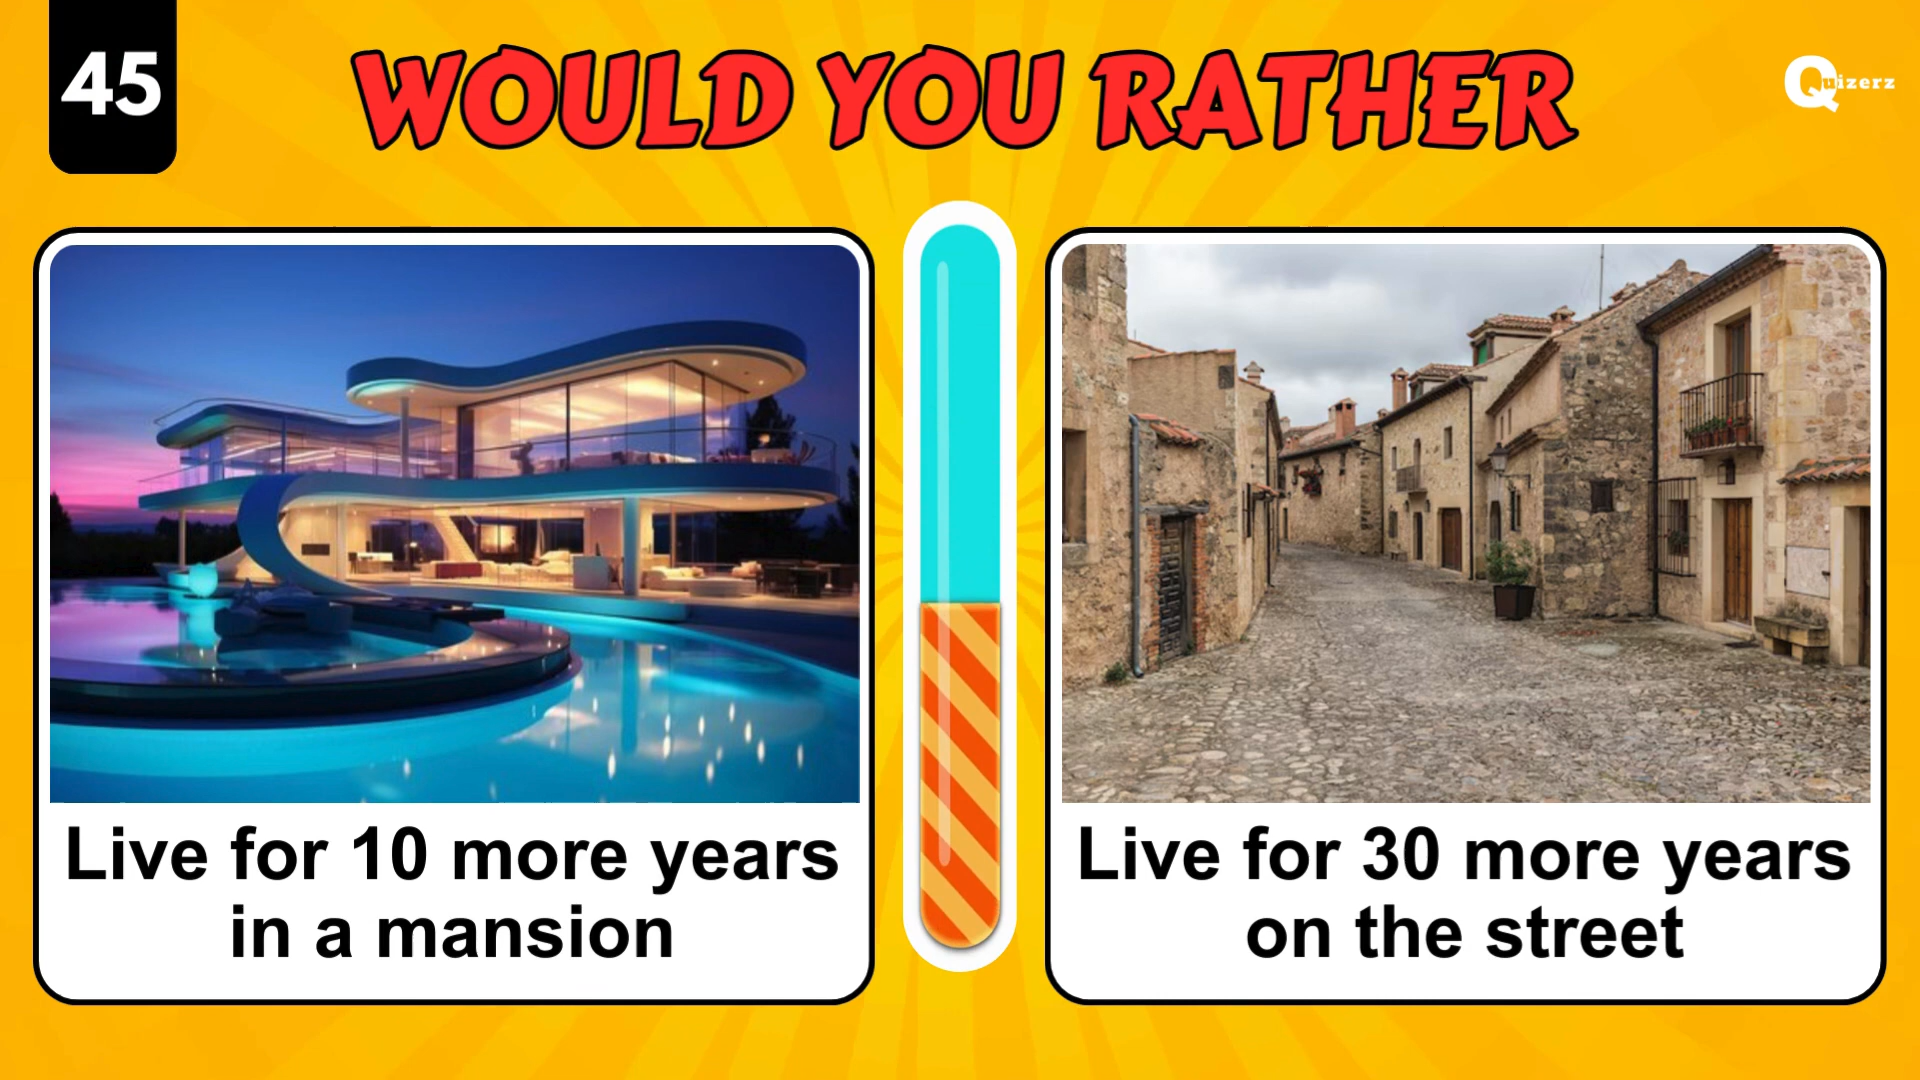 45
WOULD YOU RATHER
Quizerz
Live for 10 more years
in a mansion
Live for 30 more years
on the street